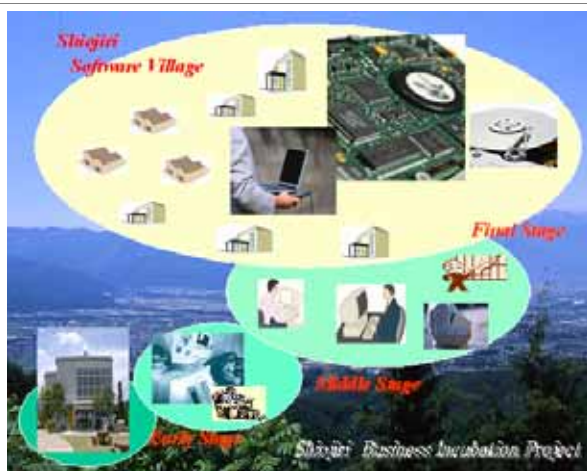 Shiojiri
Software Village
Final Stage
Middle Stage
Early Stage
Shiojiri Business Incubation Project